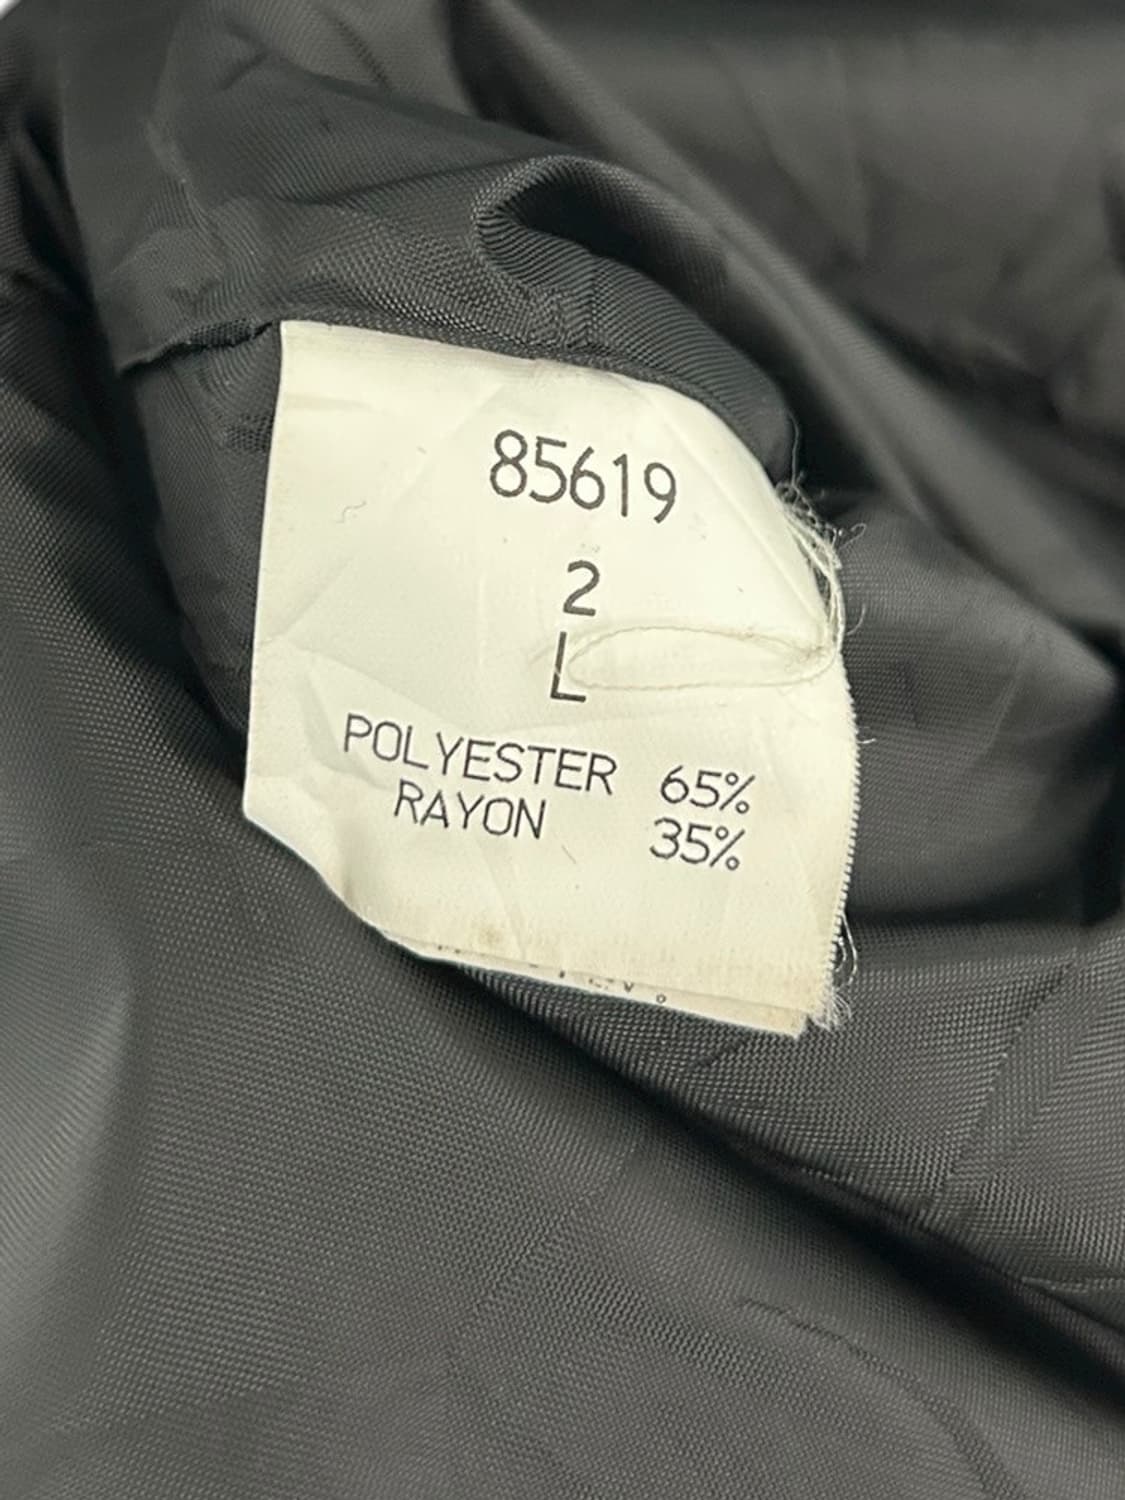 85619
2
L
POLYESTER 65%
RAYON 35%